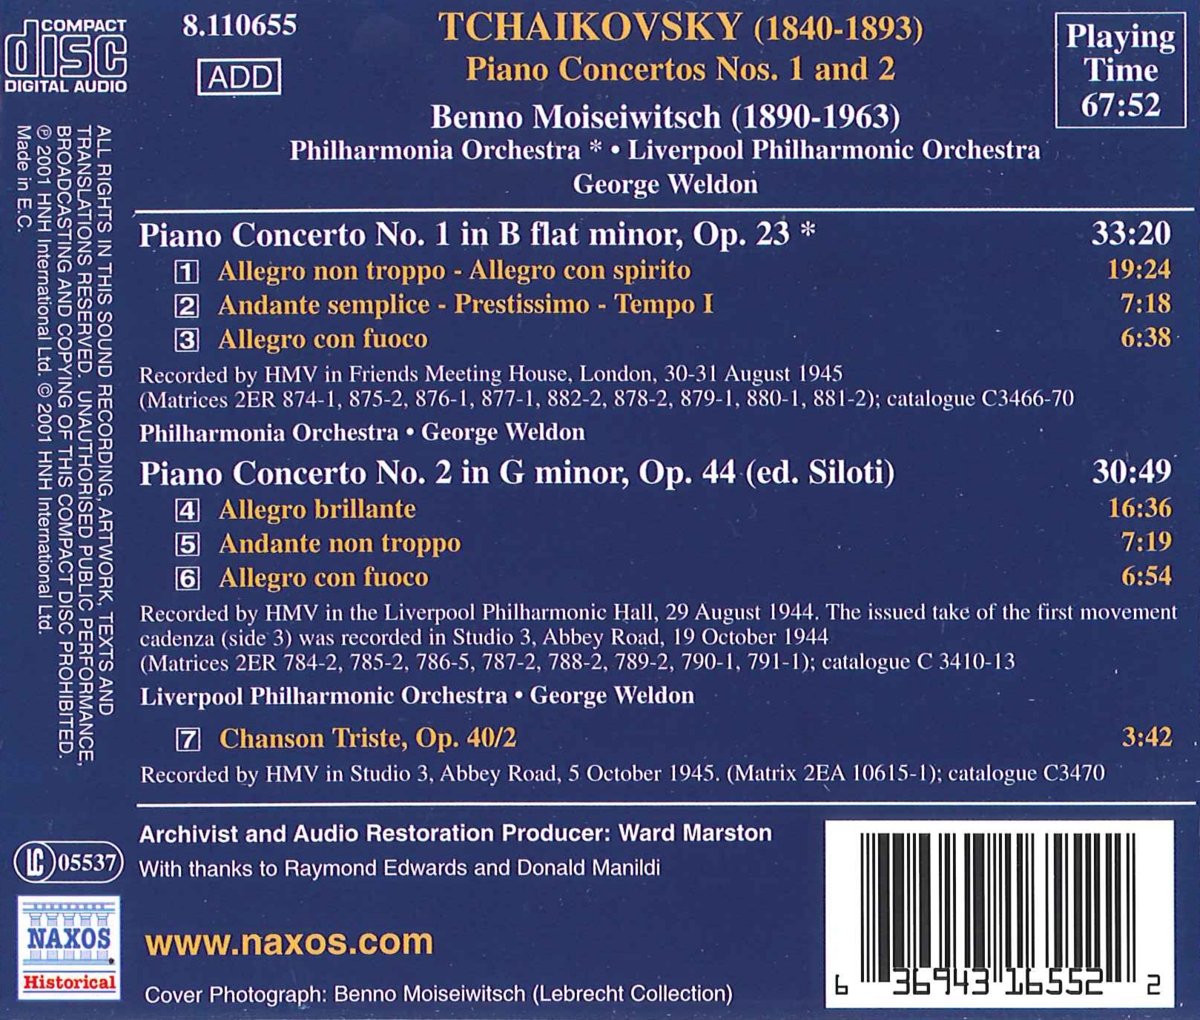 COMPACT
disc
DIGITAL AUDIO
8.110655
ADD
TCHAIKOVSKY (1840-1893)
Piano Concertos Nos. 1 and 2
Benno Moiseiwitsch (1890-1963)
Philharmonia Orchestra * • Liverpool Philharmonic Orchestra
George Weldon
Playing
Time
67:52
Piano Concerto No. 1 in B flat minor, Op. 23 * 33:20
1 Allegro non troppo - Allegro con spirito 19:24
2 Andante semplice - Prestissimo - Tempo I 7:18
3 Allegro con fuoco 6:38
Recorded by HMV in Friends Meeting House, London, 30-31 August 1945
(Matrices 2ER 874-1, 875-2, 876-1, 877-1, 882-2, 878-2, 879-1, 880-1, 881-2); catalogue C3466-70
Philharmonia Orchestra • George Weldon
Piano Concerto No. 2 in G minor, Op. 44 (ed. Siloti) 30:49
4 Allegro brillante 16:36
5 Andante non troppo 7:19
6 Allegro con fuoco 6:54
Recorded by HMV in the Liverpool Philharmonic Hall, 29 August 1944. The issued take of the first movement
cadenza (side 3) was recorded in Studio 3, Abbey Road, 19 October 1944
(Matrices 2ER 784-2, 785-2, 786-5, 787-2, 788-2, 789-2, 790-1, 791-1); catalogue C 3410-13
Liverpool Philharmonic Orchestra • George Weldon
7 Chanson Triste, Op. 40/2 3:42
Recorded by HMV in Studio 3, Abbey Road, 5 October 1945. (Matrix 2EA 10615-1); catalogue C3470
Archivist and Audio Restoration Producer: Ward Marston
With thanks to Raymond Edwards and Donald Manildi
www.naxos.com
Cover Photograph: Benno Moiseiwitsch (Lebrecht Collection)
ALL RIGHTS IN THIS SOUND RECORDING, ARTWORK, TEXTS AND
TRANSLATIONS RESERVED. UNAUTHORISED PUBLIC PERFORMANCE,
BROADCASTING AND COPYING OF THIS COMPACT DISC PROHIBITED.
℗ 2001 HNH International Ltd. © 2001 HNH International Ltd.
Made in E.C.
LC 05537
NAXOS
Historical
6 36943 16552 2